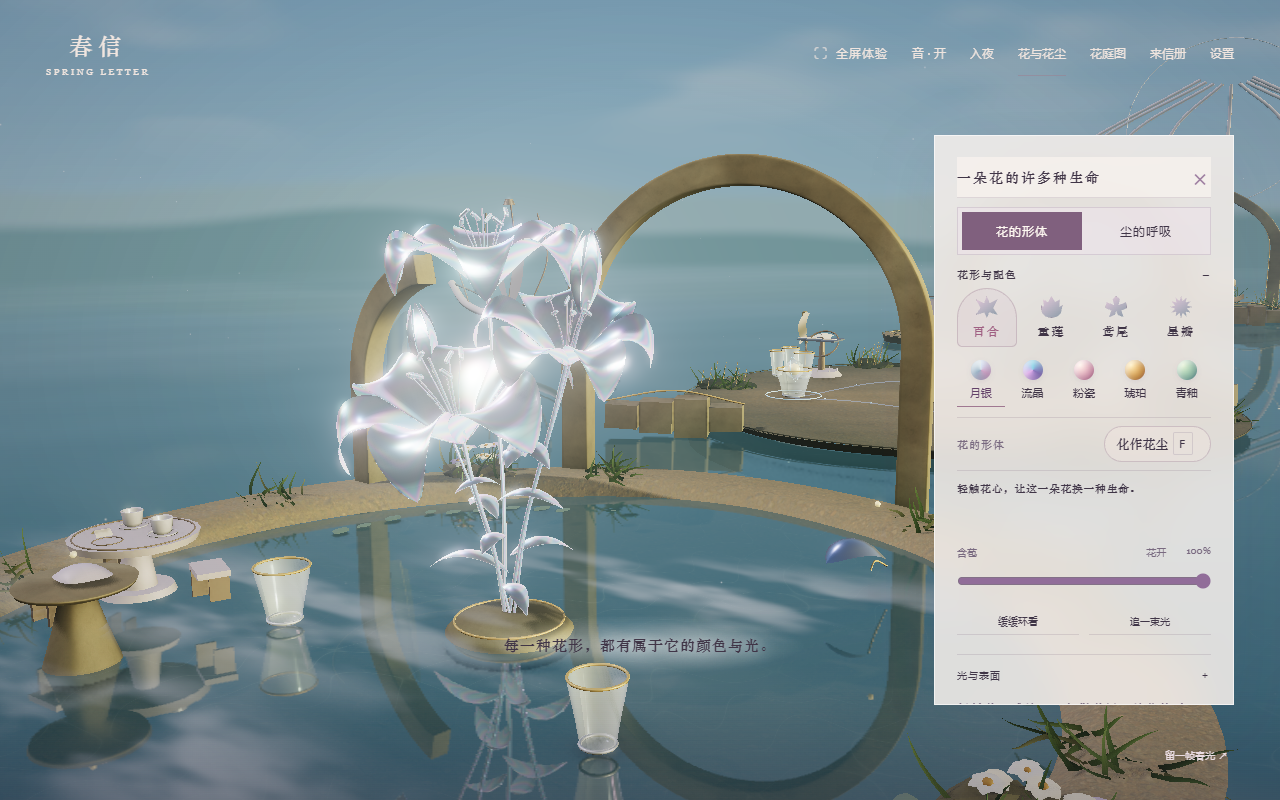 春信
SPRING LETTER
全屏体验 音·开 入夜 花与花尘 花庭图 来信册 设置
一朵花的许多种生命 ×
花的形体 尘的呼吸
花形与配色 −
百合 重莲 鸢尾 星瓣
月银 流晶 粉瓷 琥珀 青釉
花的形体 化作花尘 F
轻触花心，让这一朵花换一种生命。
含苞 花开 100%
缓缓环看 追一束光
光与表面 +
每一种花形，都有属于它的颜色与光。
留一帧春光 ↗